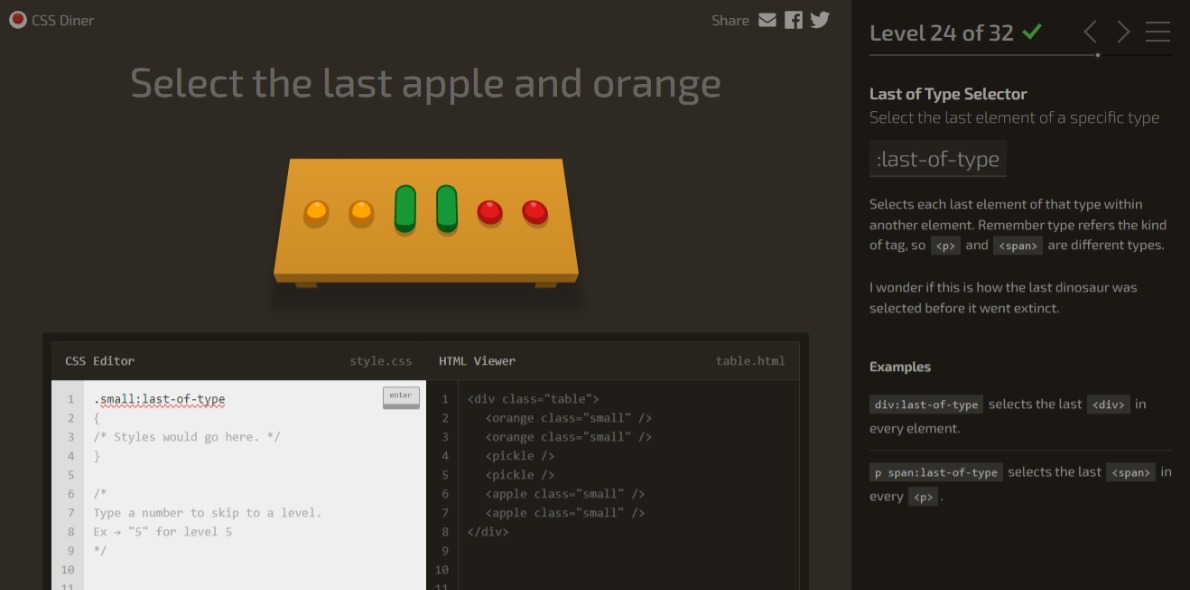 CSS Diner
Share
Select the last apple and orange
CSS Editor style.css
1 .small:last-of-type enter
2 {
3 /* Styles would go here. */
4 }
5
6 /*
7 Type a number to skip to a level.
8 Ex → "5" for level 5
9 */
10
11
HTML Viewer table.html
1 <div class="table">
2 <orange class="small" />
3 <orange class="small" />
4 <pickle />
5 <pickle />
6 <apple class="small" />
7 <apple class="small" />
8 </div>
9
10
11
Level 24 of 32
Last of Type Selector
Select the last element of a specific type
:last-of-type
Selects each last element of that type within
another element. Remember type refers the kind
of tag, so <p> and <span> are different types.
I wonder if this is how the last dinosaur was
selected before it went extinct.
Examples
div:last-of-type selects the last <div> in
every element.
p span:last-of-type selects the last <span> in
every <p>.